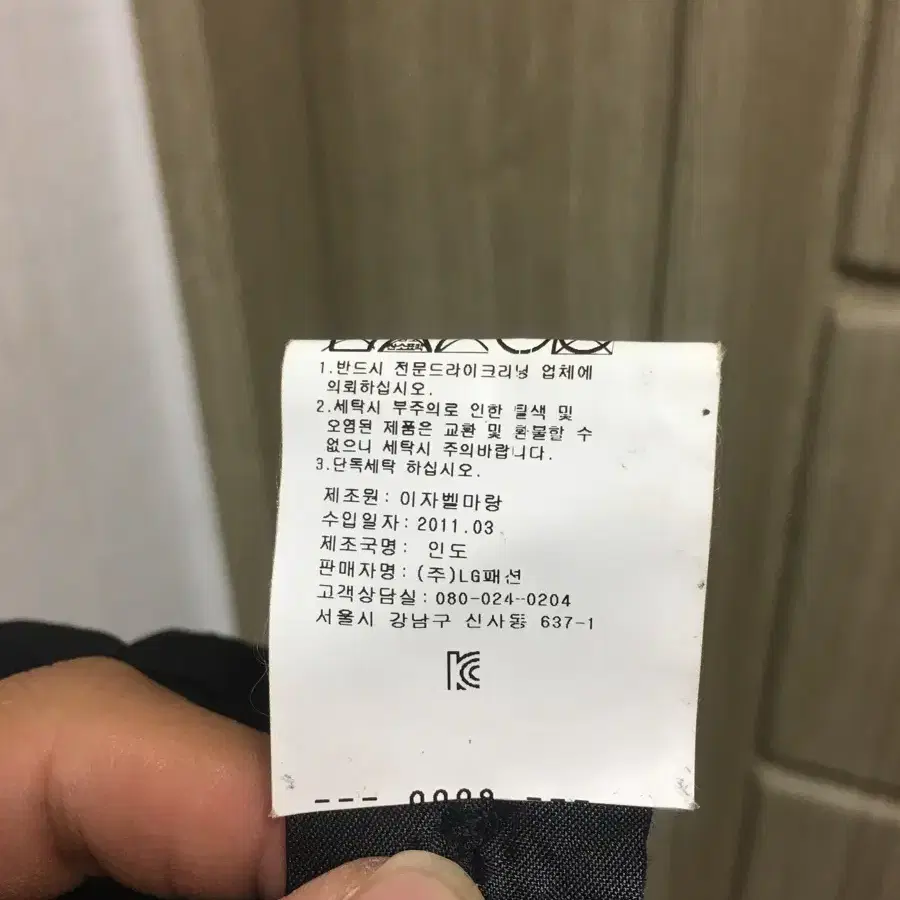 산소표백
1.반드시 전문드라이크리닝 업체에
의뢰하십시오.
2.세탁시 부주의로 인한 탈색 및
오염된 제품은 교환 및 환불할 수
없으니 세탁시 주의바랍니다.
3.단독세탁 하십시오.
제조원: 이자벨마랑
수입일자: 2011.03
제조국명: 인도
판매자명: (주)LG패션
고객상담실: 080-024-0204
서울시 강남구 신사동 637-1
KC